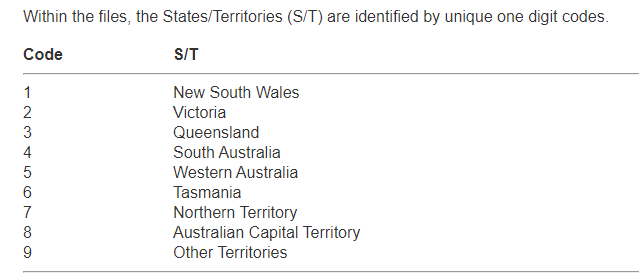 Within the files, the States/Territories (S/T) are identified by unique one digit codes.
Code S/T
1 New South Wales
2 Victoria
3 Queensland
4 South Australia
5 Western Australia
6 Tasmania
7 Northern Territory
8 Australian Capital Territory
9 Other Territories